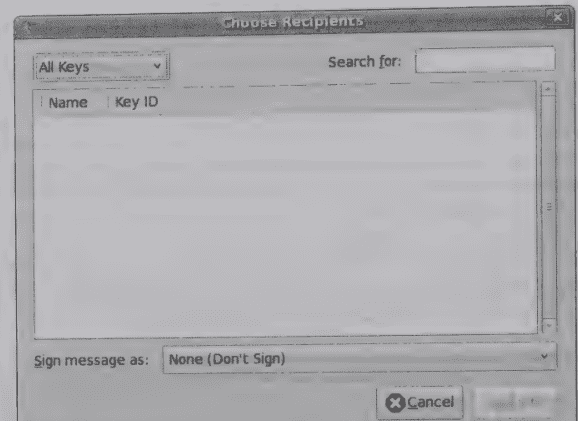 Choose Recipients
All Keys
Search for:
Name Key ID
Sign message as: None (Don't Sign)
Cancel